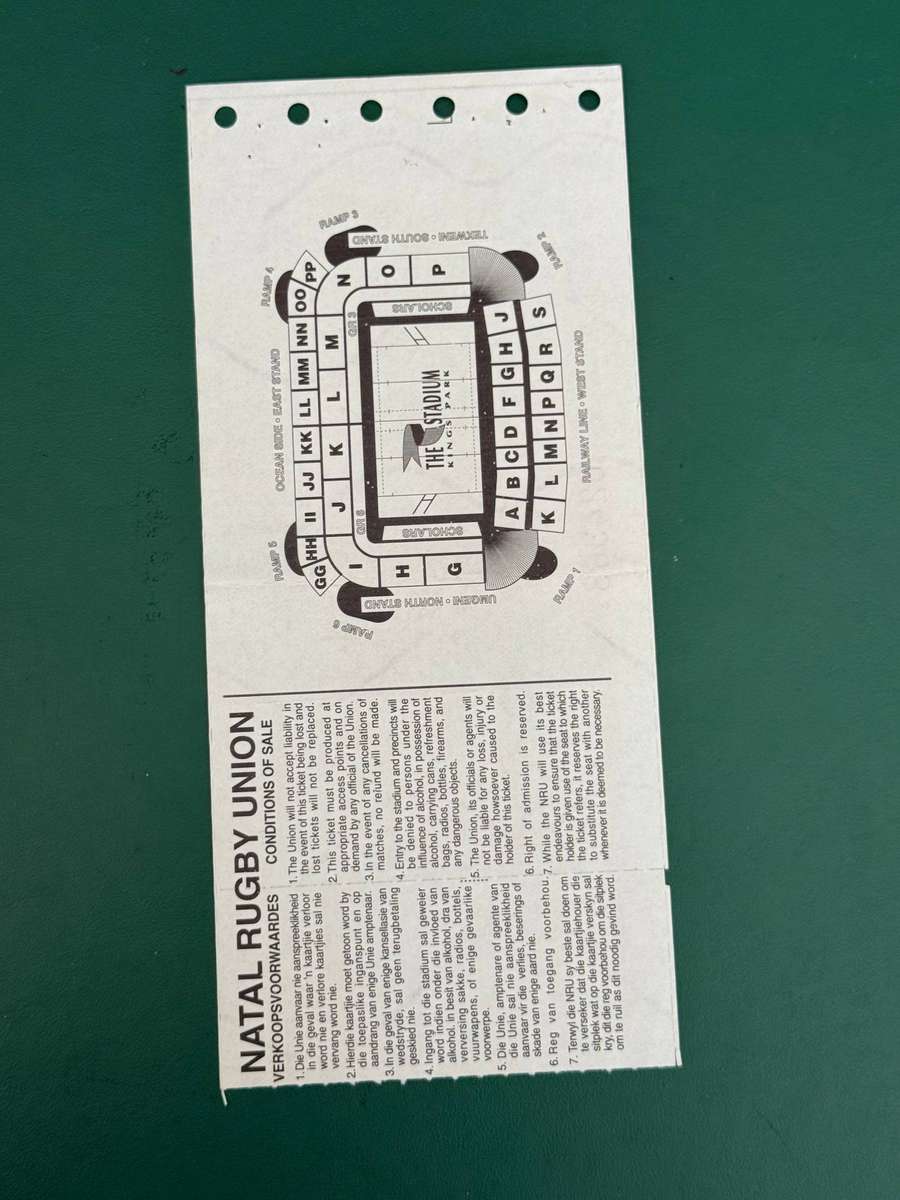 NATAL RUGBY UNION
VERKOOPSVOORWAARDES
1. Die Unie aanvaar nie aanspreeklikheid
in die geval waar 'n kaartjie verloor
word nie en verlore kaartjies sal nie
vervang word nie.
2. Hierdie kaartjie moet getoon word by
die toepaslike inganspunt en op
aandrang van enige Unie amptenaar.
3. In die geval van enige kansellasie van
wedstryde, sal geen terugbetaling
geskied nie.
4. Ingang tot die stadium sal geweier
word indien onder die invloed van
alkohol, in besit van alkohol, dra van
verversing sakke, radios, bottels,
vuurwapens, of enige gevaarlike
voorwerpe.
5. Die Unie, amptenare of agente van
die Unie sal nie aanspreeklikheid
aanvaar vir die verlies, beserings of
skade van enige aard nie.
6. Reg van toegang voorbehou.
7. Terwyl die NRU sy beste sal doen om
te verseker dat die kaartjiehouer die
sitplek wat op die kaartjie verskyn sal
kry, dit die reg voorbehou om die sitplek
om te ruil as dit noodig gevind word.
CONDITIONS OF SALE
1. The Union will not accept liability in
the event of this ticket being lost and
lost tickets will not be replaced.
2. This ticket must be produced at
appropriate access points and on
demand by any official of the Union.
3. In the event of any cancellations of
matches, no refund will be made.
4. Entry to the stadium and precincts will
be denied to persons under the
influence of alcohol, in possession of
alcohol, carrying cans, refreshment
bags, radios, bottles, firearms, and
any dangerous objects.
5. The Union, its officials or agents will
not be liable for any loss, injury or
damage howsoever caused to the
holder of this ticket.
6. Right of admission is reserved.
7. While the NRU will use its best
endeavours to ensure that the ticket
holder is given use of the seat to which
the ticket refers, it reserves the right
to substitute the seat with another
whenever it is deemed to be necessary.
OCEAN SIDE • EAST STAND
RAMP 6
RAMP 5
RAMP 4
RAMP 3
GG HH II JJ KK LL MM NN OO PP
I J K L M N
GR 6
GR 3
UMGENI • NORTH STAND
H
G
SCHOLARS
THE STADIUM
KINGS PARK
SCHOLARS
O
P
TEKWENI • SOUTH STAND
A B C D F G H J
K L M N P Q R S
RAMP 1
RAMP 2
RAILWAY LINE • WEST STAND